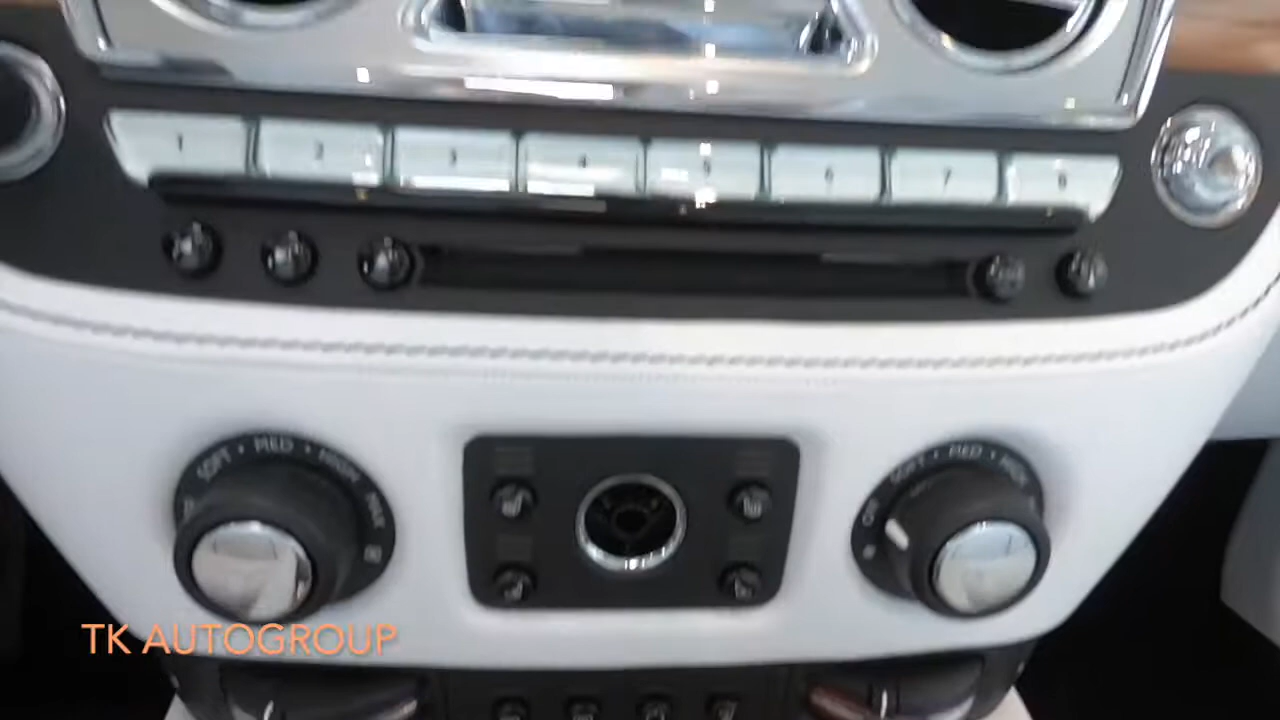 1 2 3 4 5 6 7 8
SOFT • MED • HIGH MAX
OFF SOFT • MED • HIGH
TK AUTOGROUP